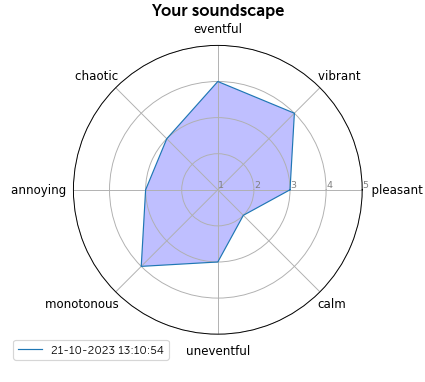 Your soundscape
eventful
chaotic
vibrant
annoying
1
2
3
4
5
pleasant
monotonous
calm
uneventful
21-10-2023 13:10:54